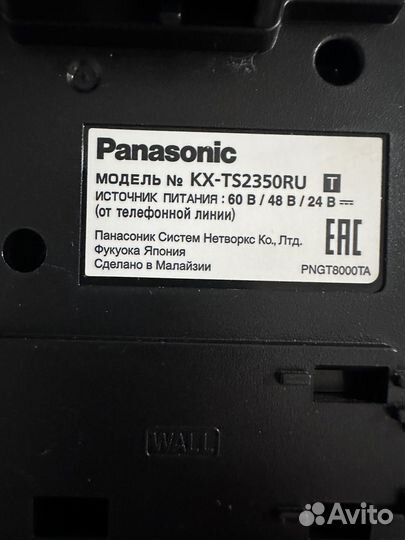 Panasonic
МОДЕЛЬ № KX-TS2350RU T
ИСТОЧНИК ПИТАНИЯ : 60 В / 48 В / 24 В
(от телефонной линии)
Панасоник Систем Нетворкс Ко., Лтд.
Фукуока Япония
Сделано в Малайзии
EAC
PNGT8000TA
WALL
Avito